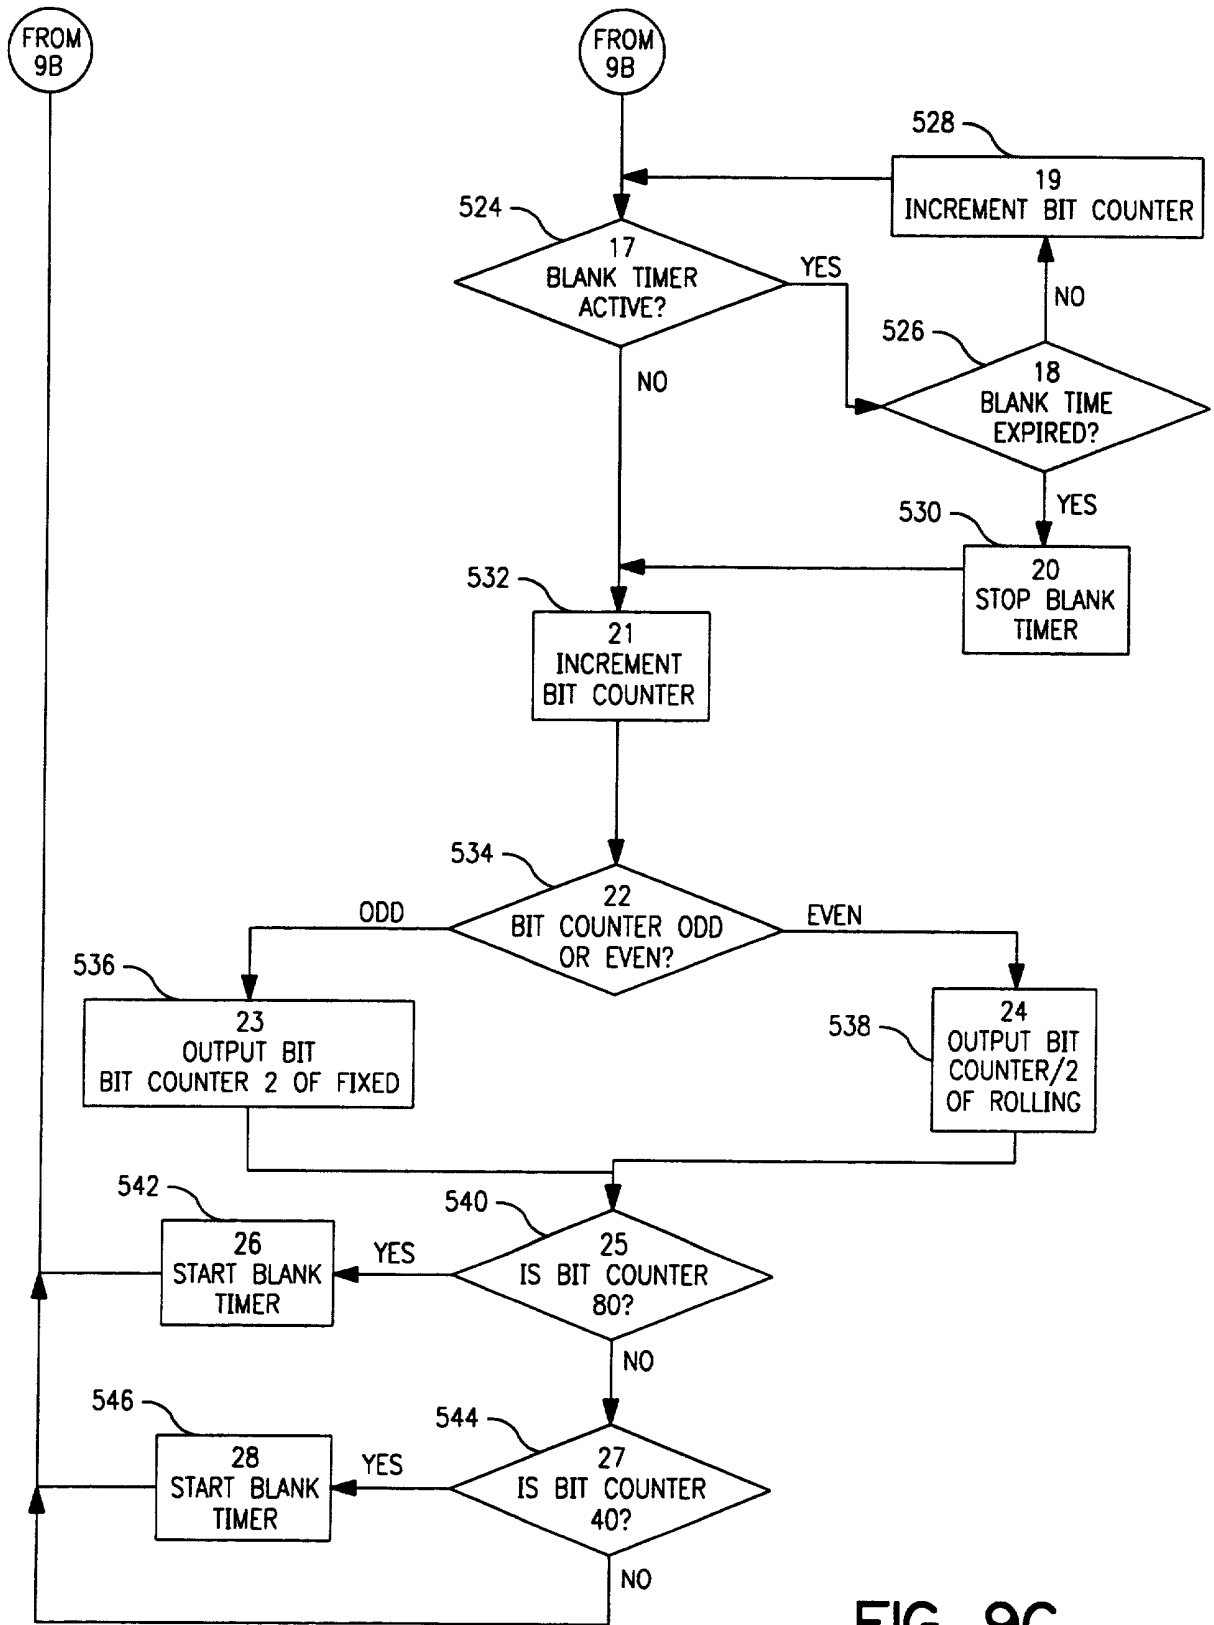 FROM
9B
FROM
9B
528
19
INCREMENT BIT COUNTER
524
17
BLANK TIMER
ACTIVE?
YES
NO
526
18
BLANK TIME
EXPIRED?
NO
YES
530
20
STOP BLANK
TIMER
532
21
INCREMENT
BIT COUNTER
534
22
BIT COUNTER ODD
OR EVEN?
ODD
EVEN
536
23
OUTPUT BIT
BIT COUNTER 2 OF FIXED
538
24
OUTPUT BIT
COUNTER/2
OF ROLLING
540
25
IS BIT COUNTER
80?
YES
542
26
START BLANK
TIMER
NO
544
27
IS BIT COUNTER
40?
YES
546
28
START BLANK
TIMER
NO
FIG. 9C